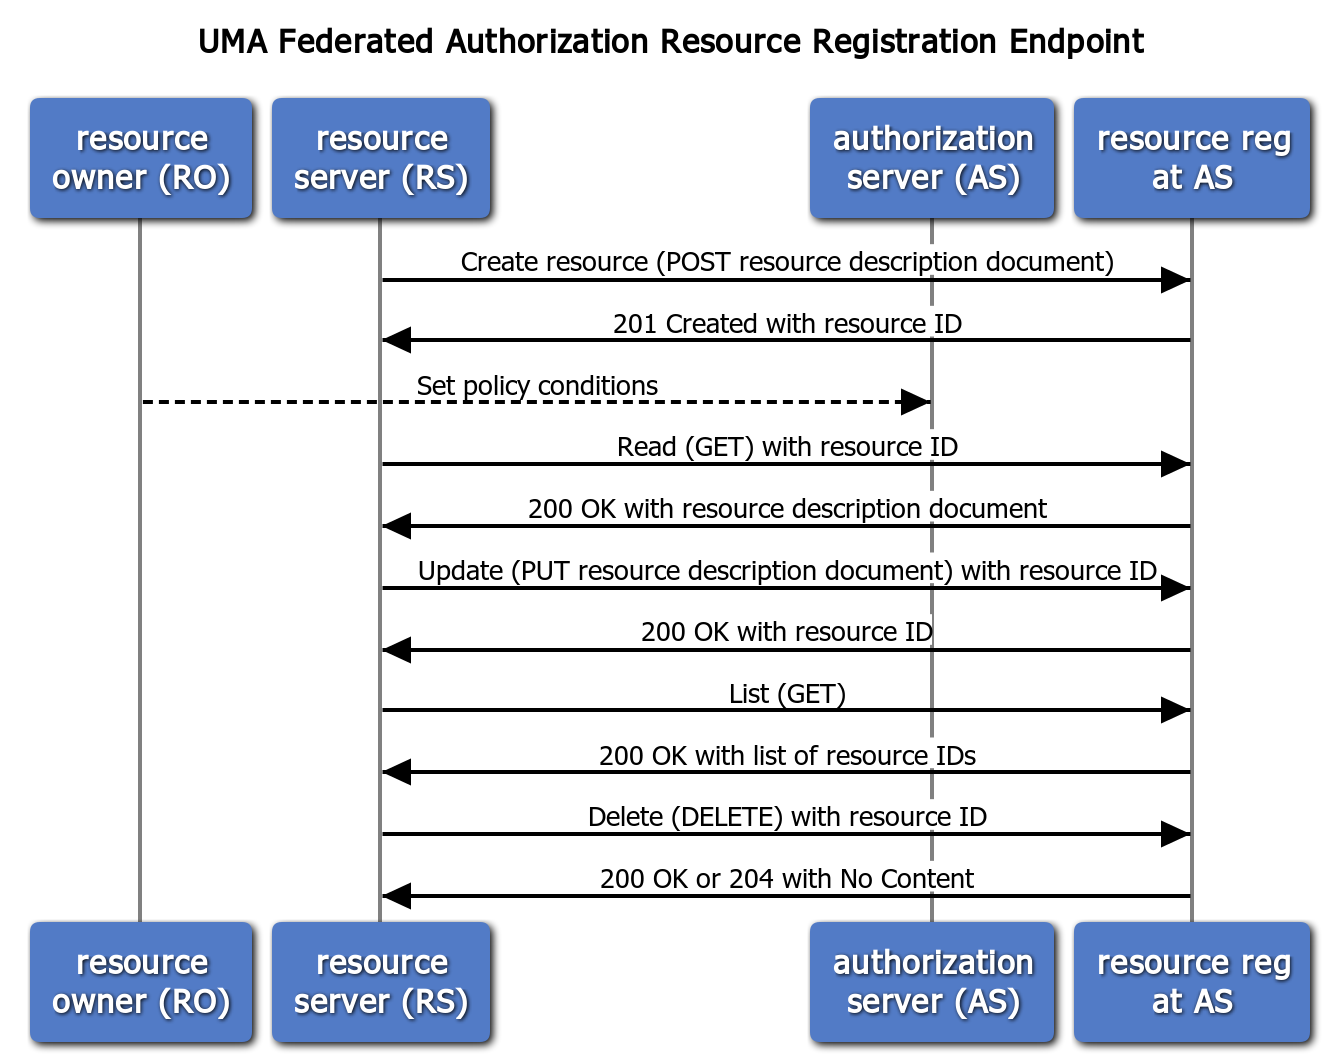 UMA Federated Authorization Resource Registration Endpoint
resource
owner (RO)
resource
server (RS)
authorization
server (AS)
resource reg
at AS
Create resource (POST resource description document)
201 Created with resource ID
Set policy conditions
Read (GET) with resource ID
200 OK with resource description document
Update (PUT resource description document) with resource ID
200 OK with resource ID
List (GET)
200 OK with list of resource IDs
Delete (DELETE) with resource ID
200 OK or 204 with No Content
resource
owner (RO)
resource
server (RS)
authorization
server (AS)
resource reg
at AS